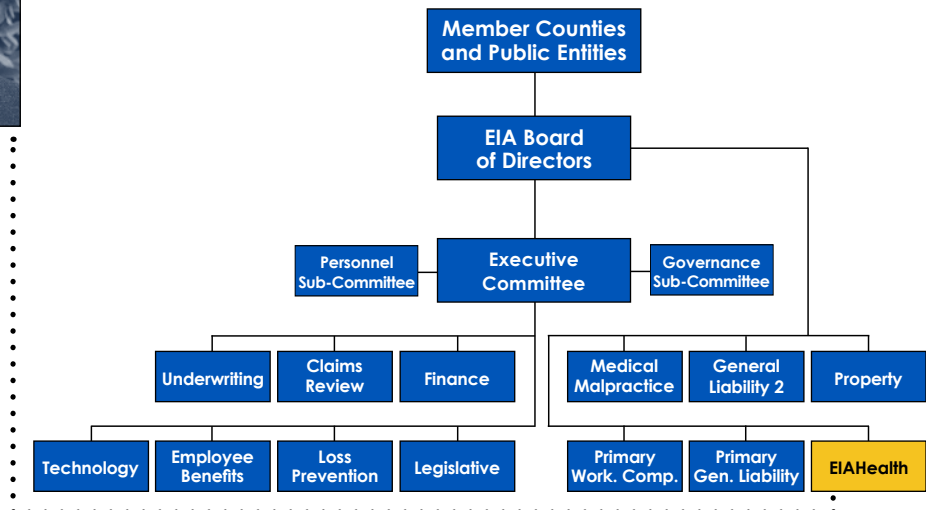 Member Counties
and Public Entities
EIA Board
of Directors
Personnel
Sub-Committee
Executive
Committee
Governance
Sub-Committee
Underwriting
Claims
Review
Finance
Medical
Malpractice
General
Liability 2
Property
Technology
Employee
Benefits
Loss
Prevention
Legislative
Primary
Work. Comp.
Primary
Gen. Liability
EIAHealth